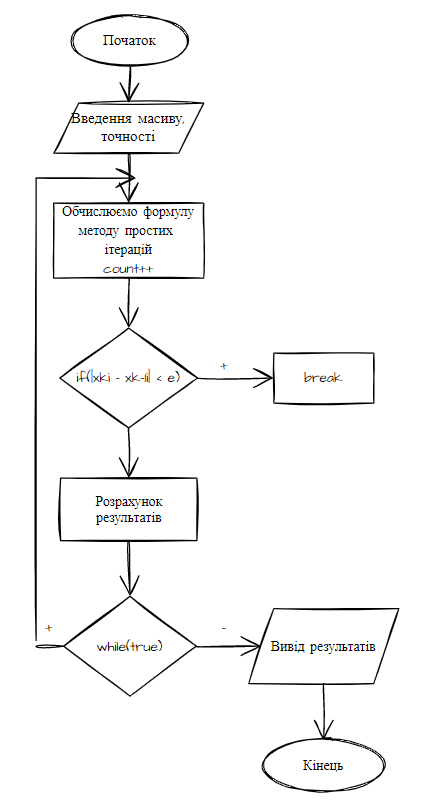 Початок
Введення масиву,
точності
Обчислюємо формулу
методу простих
ітерацій
count++
if(|xki - xk-1i| < e)
+
break
Розрахунок
результатів
+
while(true)
-
Вивід результатів
Кінець